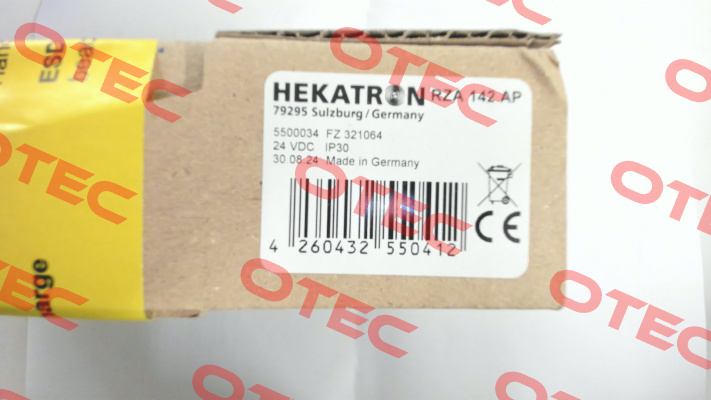 HEKATRON RZA 142 AP
79295 Sulzburg/Germany
5500034 FZ 321064
24 VDC IP30
30.08.24 Made in Germany
4 260432 550412
CE
ESD
arge
OTEC
OTEC
OTEC
OTEC
OTEC
OTEC
OTEC
OTEC